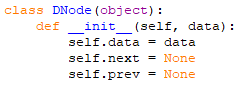 class DNode(object):
    def __init__(self, data):
        self.data = data
        self.next = None
        self.prev = None